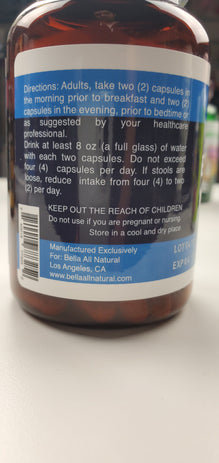 Directions: Adults, take two (2) capsules in
the morning prior to breakfast and two (2)
capsules in the evening, prior to bedtime or
as suggested by your healthcare
professional.
Drink at least 8 oz (a full glass) of water
with each two capsules. Do not exceed
four (4) capsules per day. If stools are
loose, reduce intake from four (4) to two
(2) per day.
KEEP OUT THE REACH OF CHILDREN
Do not use if you are pregnant or nursing.
Store in a cool and dry place
Manufactured Exclusively
For: Bella All Natural
Los Angeles, CA
www.bellaallnatural.com
LOT
EXP